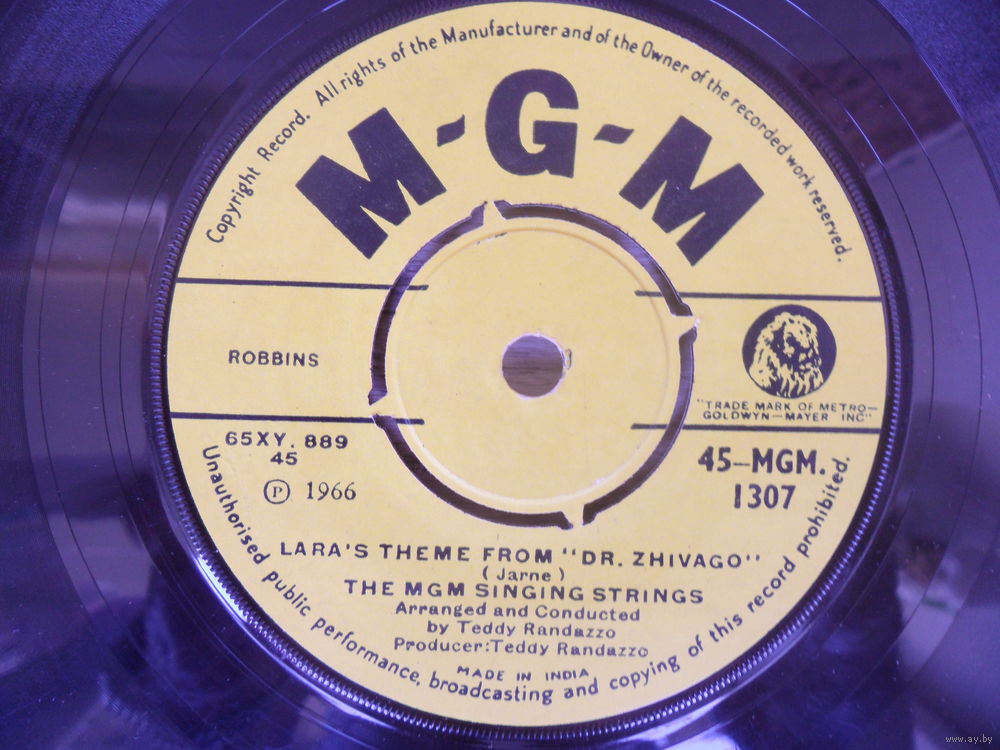 Copyright Record. All rights of the Manufacturer and of the Owner of the recorded work reserved.
M-G-M
ROBBINS
"TRADE MARK OF METRO-
GOLDWYN-MAYER INC"
65XY. 889
45
Ⓟ 1966
45-MGM.
1307
LARA'S THEME FROM "DR. ZHIVAGO"
(Jarne)
THE MGM SINGING STRINGS
Arranged and Conducted
by Teddy Randazzo
Producer:Teddy Randazzo
MADE IN INDIA
Unauthorised public performance, broadcasting and copying of this record prohibited.
www.ay.by